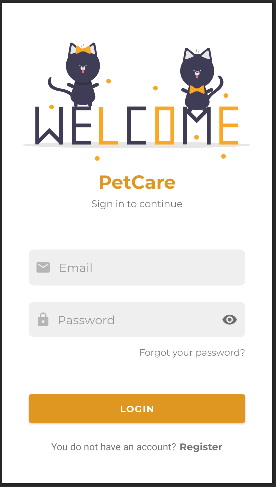 WELCOME
PetCare
Sign in to continue
Email
Password
Forgot your password?
LOGIN
You do not have an account? Register